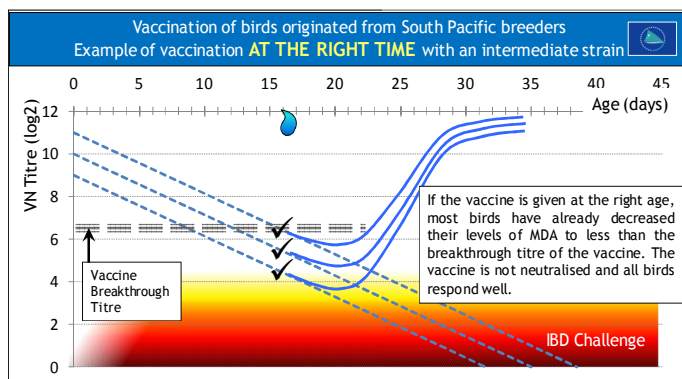 Vaccination of birds originated from South Pacific breeders
Example of vaccination AT THE RIGHT TIME with an intermediate strain
0 5 10 15 20 25 30 35 40 45
Age (days)
VN Titre (log2)
12
10
8
6
4
2
0
Vaccine
Breakthrough
Titre
If the vaccine is given at the right age,
most birds have already decreased
their levels of MDA to less than the
breakthrough titre of the vaccine. The
vaccine is not neutralised and all birds
respond well.
IBD Challenge